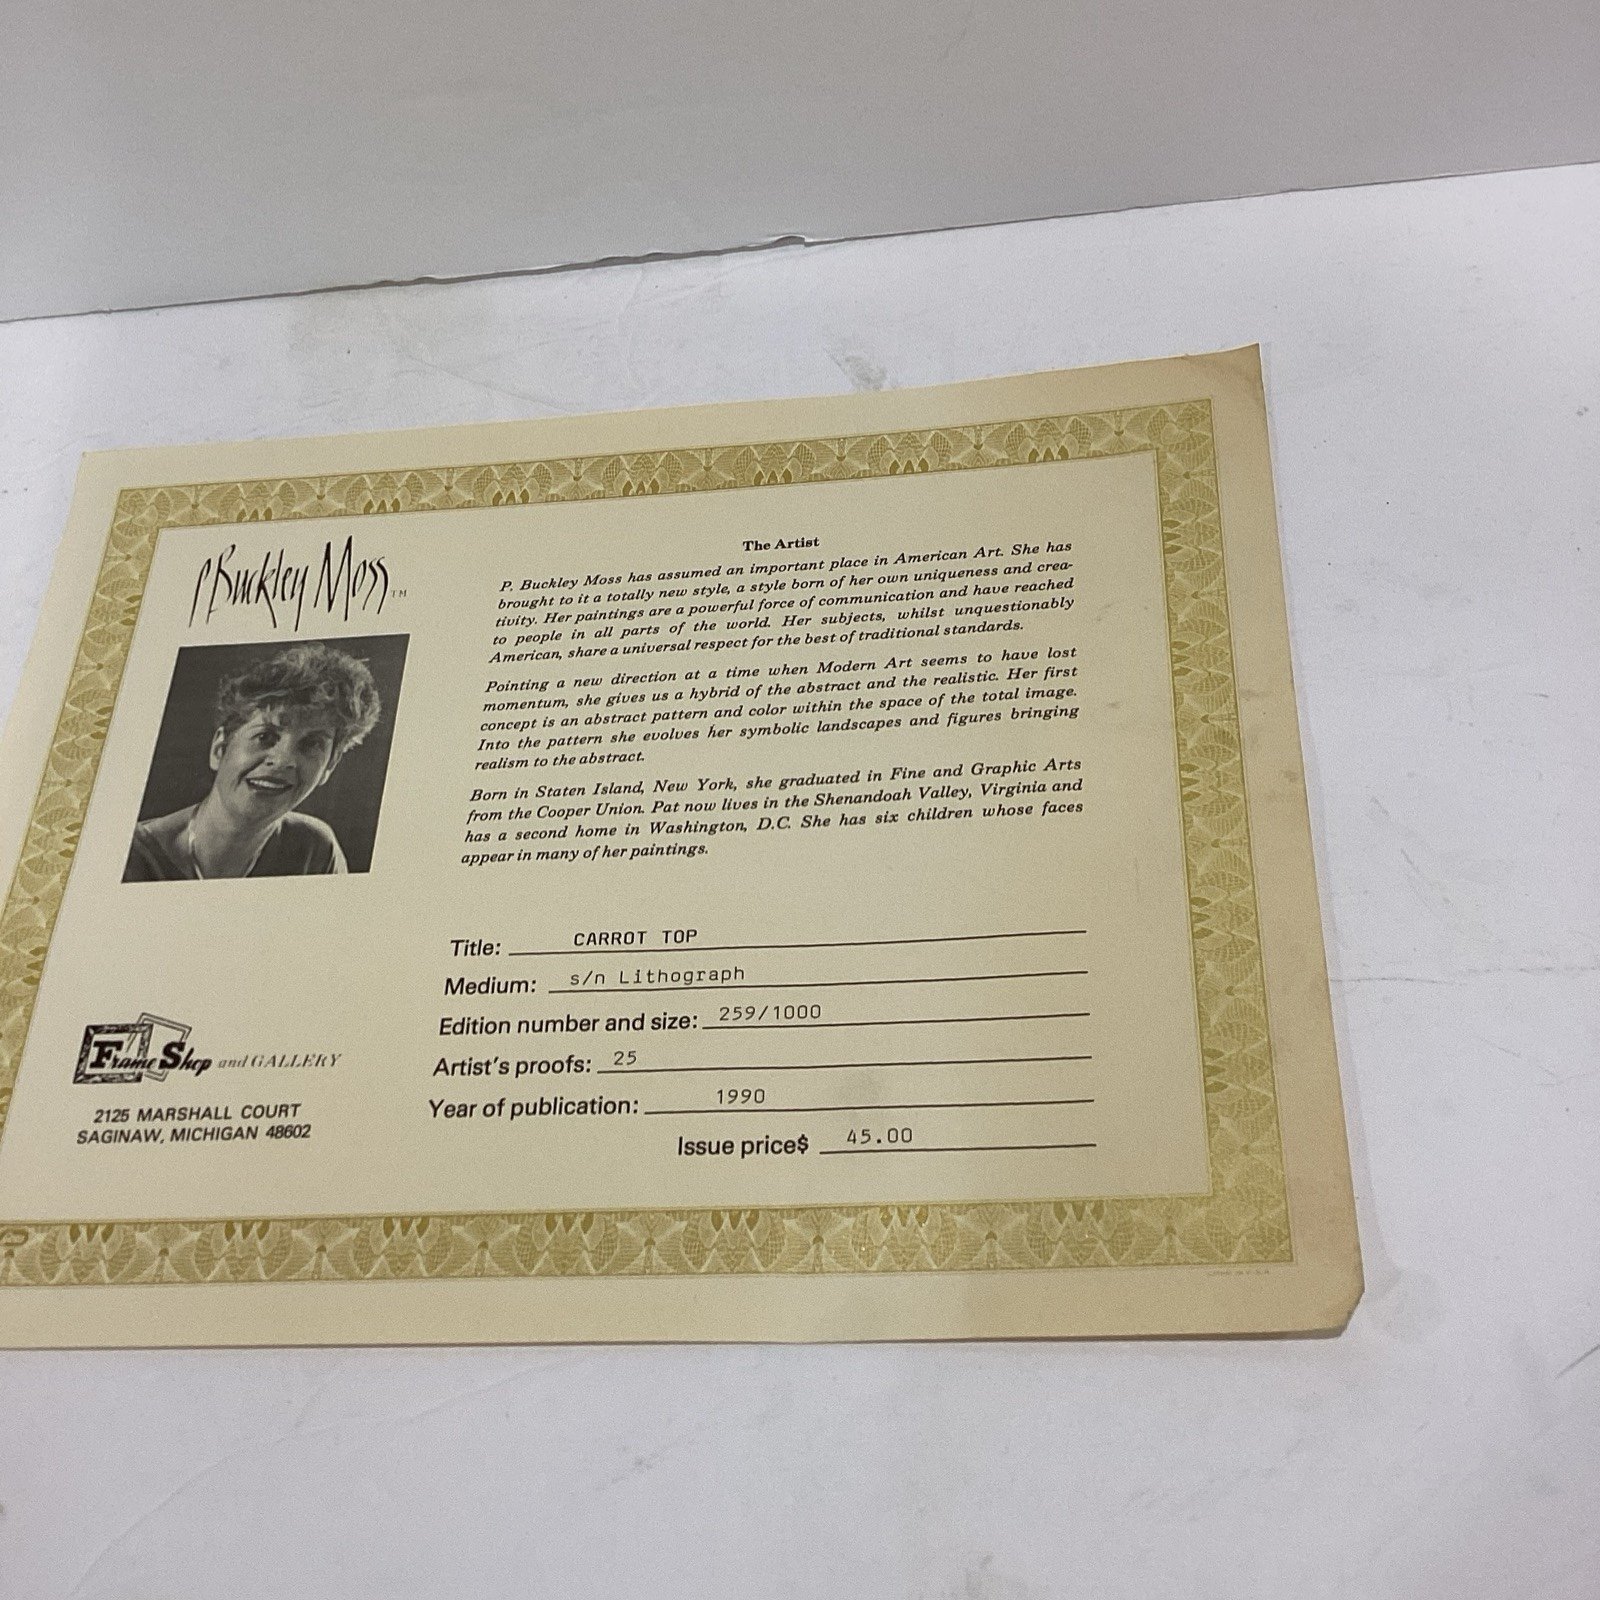 P Buckley Moss TM
The Artist
P. Buckley Moss has assumed an important place in American Art. She has
brought to it a totally new style, a style born of her own uniqueness and crea-
tivity. Her paintings are a powerful force of communication and have reached
to people in all parts of the world. Her subjects, whilst unquestionably
American, share a universal respect for the best of traditional standards.
Pointing a new direction at a time when Modern Art seems to have lost
momentum, she gives us a hybrid of the abstract and the realistic. Her first
concept is an abstract pattern and color within the space of the total image.
Into the pattern she evolves her symbolic landscapes and figures bringing
realism to the abstract.
Born in Staten Island, New York, she graduated in Fine and Graphic Arts
from the Cooper Union. Pat now lives in the Shenandoah Valley, Virginia and
has a second home in Washington, D.C. She has six children whose faces
appear in many of her paintings.
Title: CARROT TOP
Medium: s/n Lithograph
Edition number and size: 259/1000
Artist's proofs: 25
Year of publication: 1990
Issue price$ 45.00
Frame Shop and GALLERY
2125 MARSHALL COURT
SAGINAW, MICHIGAN 48602